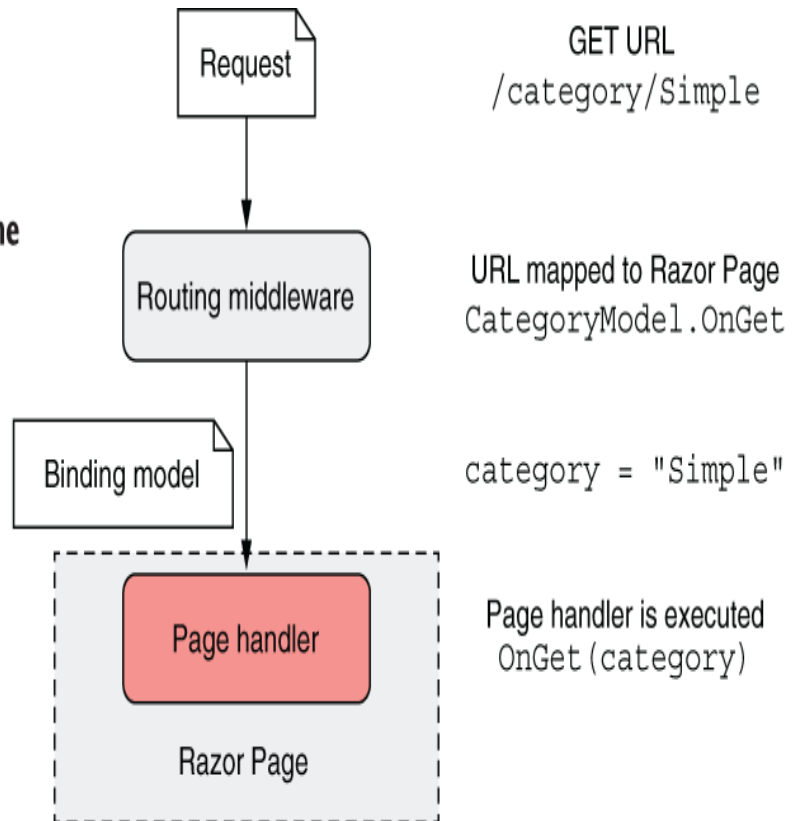 Request
GET URL
/category/Simple
Routing middleware
URL mapped to Razor Page
CategoryModel.OnGet
Binding model
category = "Simple"
Page handler
Page handler is executed
OnGet(category)
Razor Page